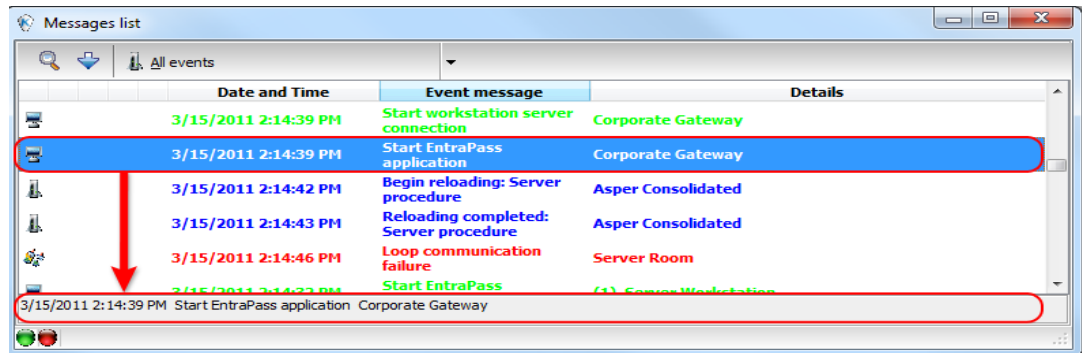 Messages list
All events
Date and Time Event message Details
3/15/2011 2:14:39 PM Start workstation server connection Corporate Gateway
3/15/2011 2:14:39 PM Start EntraPass application Corporate Gateway
3/15/2011 2:14:42 PM Begin reloading: Server procedure Asper Consolidated
3/15/2011 2:14:43 PM Reloading completed: Server procedure Asper Consolidated
3/15/2011 2:14:46 PM Loop communication failure Server Room
Start EntraPass (1) Server Workstation
3/15/2011 2:14:39 PM Start EntraPass application Corporate Gateway